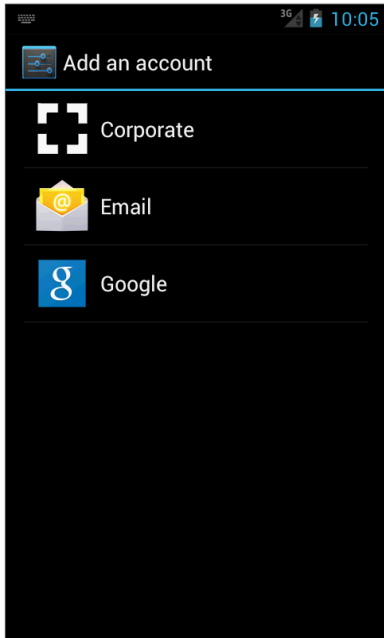 3G 10:05
Add an account
Corporate
@ Email
g Google